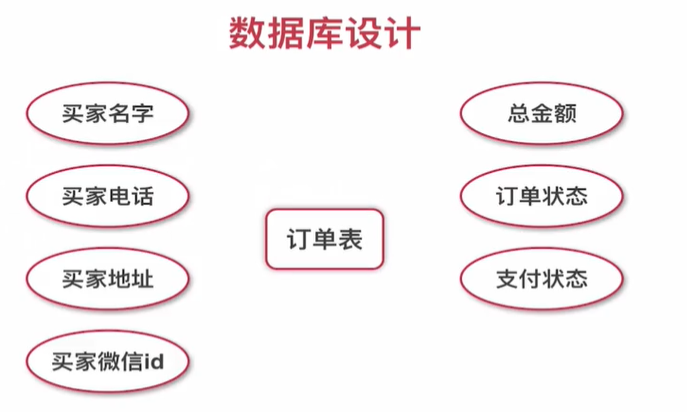 数据库设计
买家名字
买家电话
买家地址
买家微信id
订单表
总金额
订单状态
支付状态